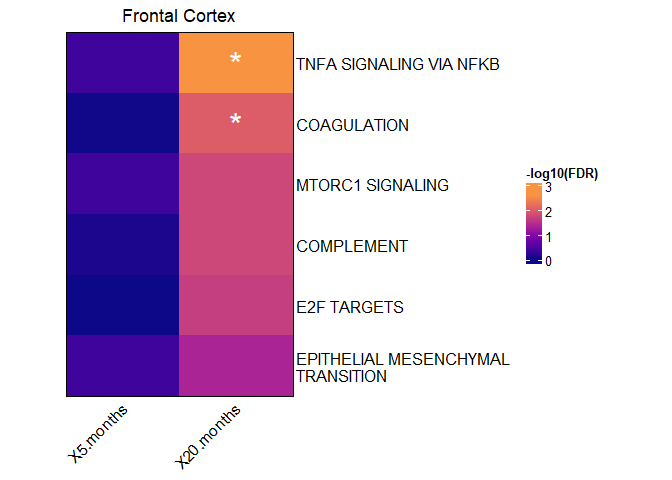 Frontal Cortex
*
TNFA SIGNALING VIA NFKB
*
COAGULATION
MTORC1 SIGNALING
COMPLEMENT
E2F TARGETS
EPITHELIAL MESENCHYMAL
TRANSITION
X5.months
X20.months
-log10(FDR)
3
2
1
0